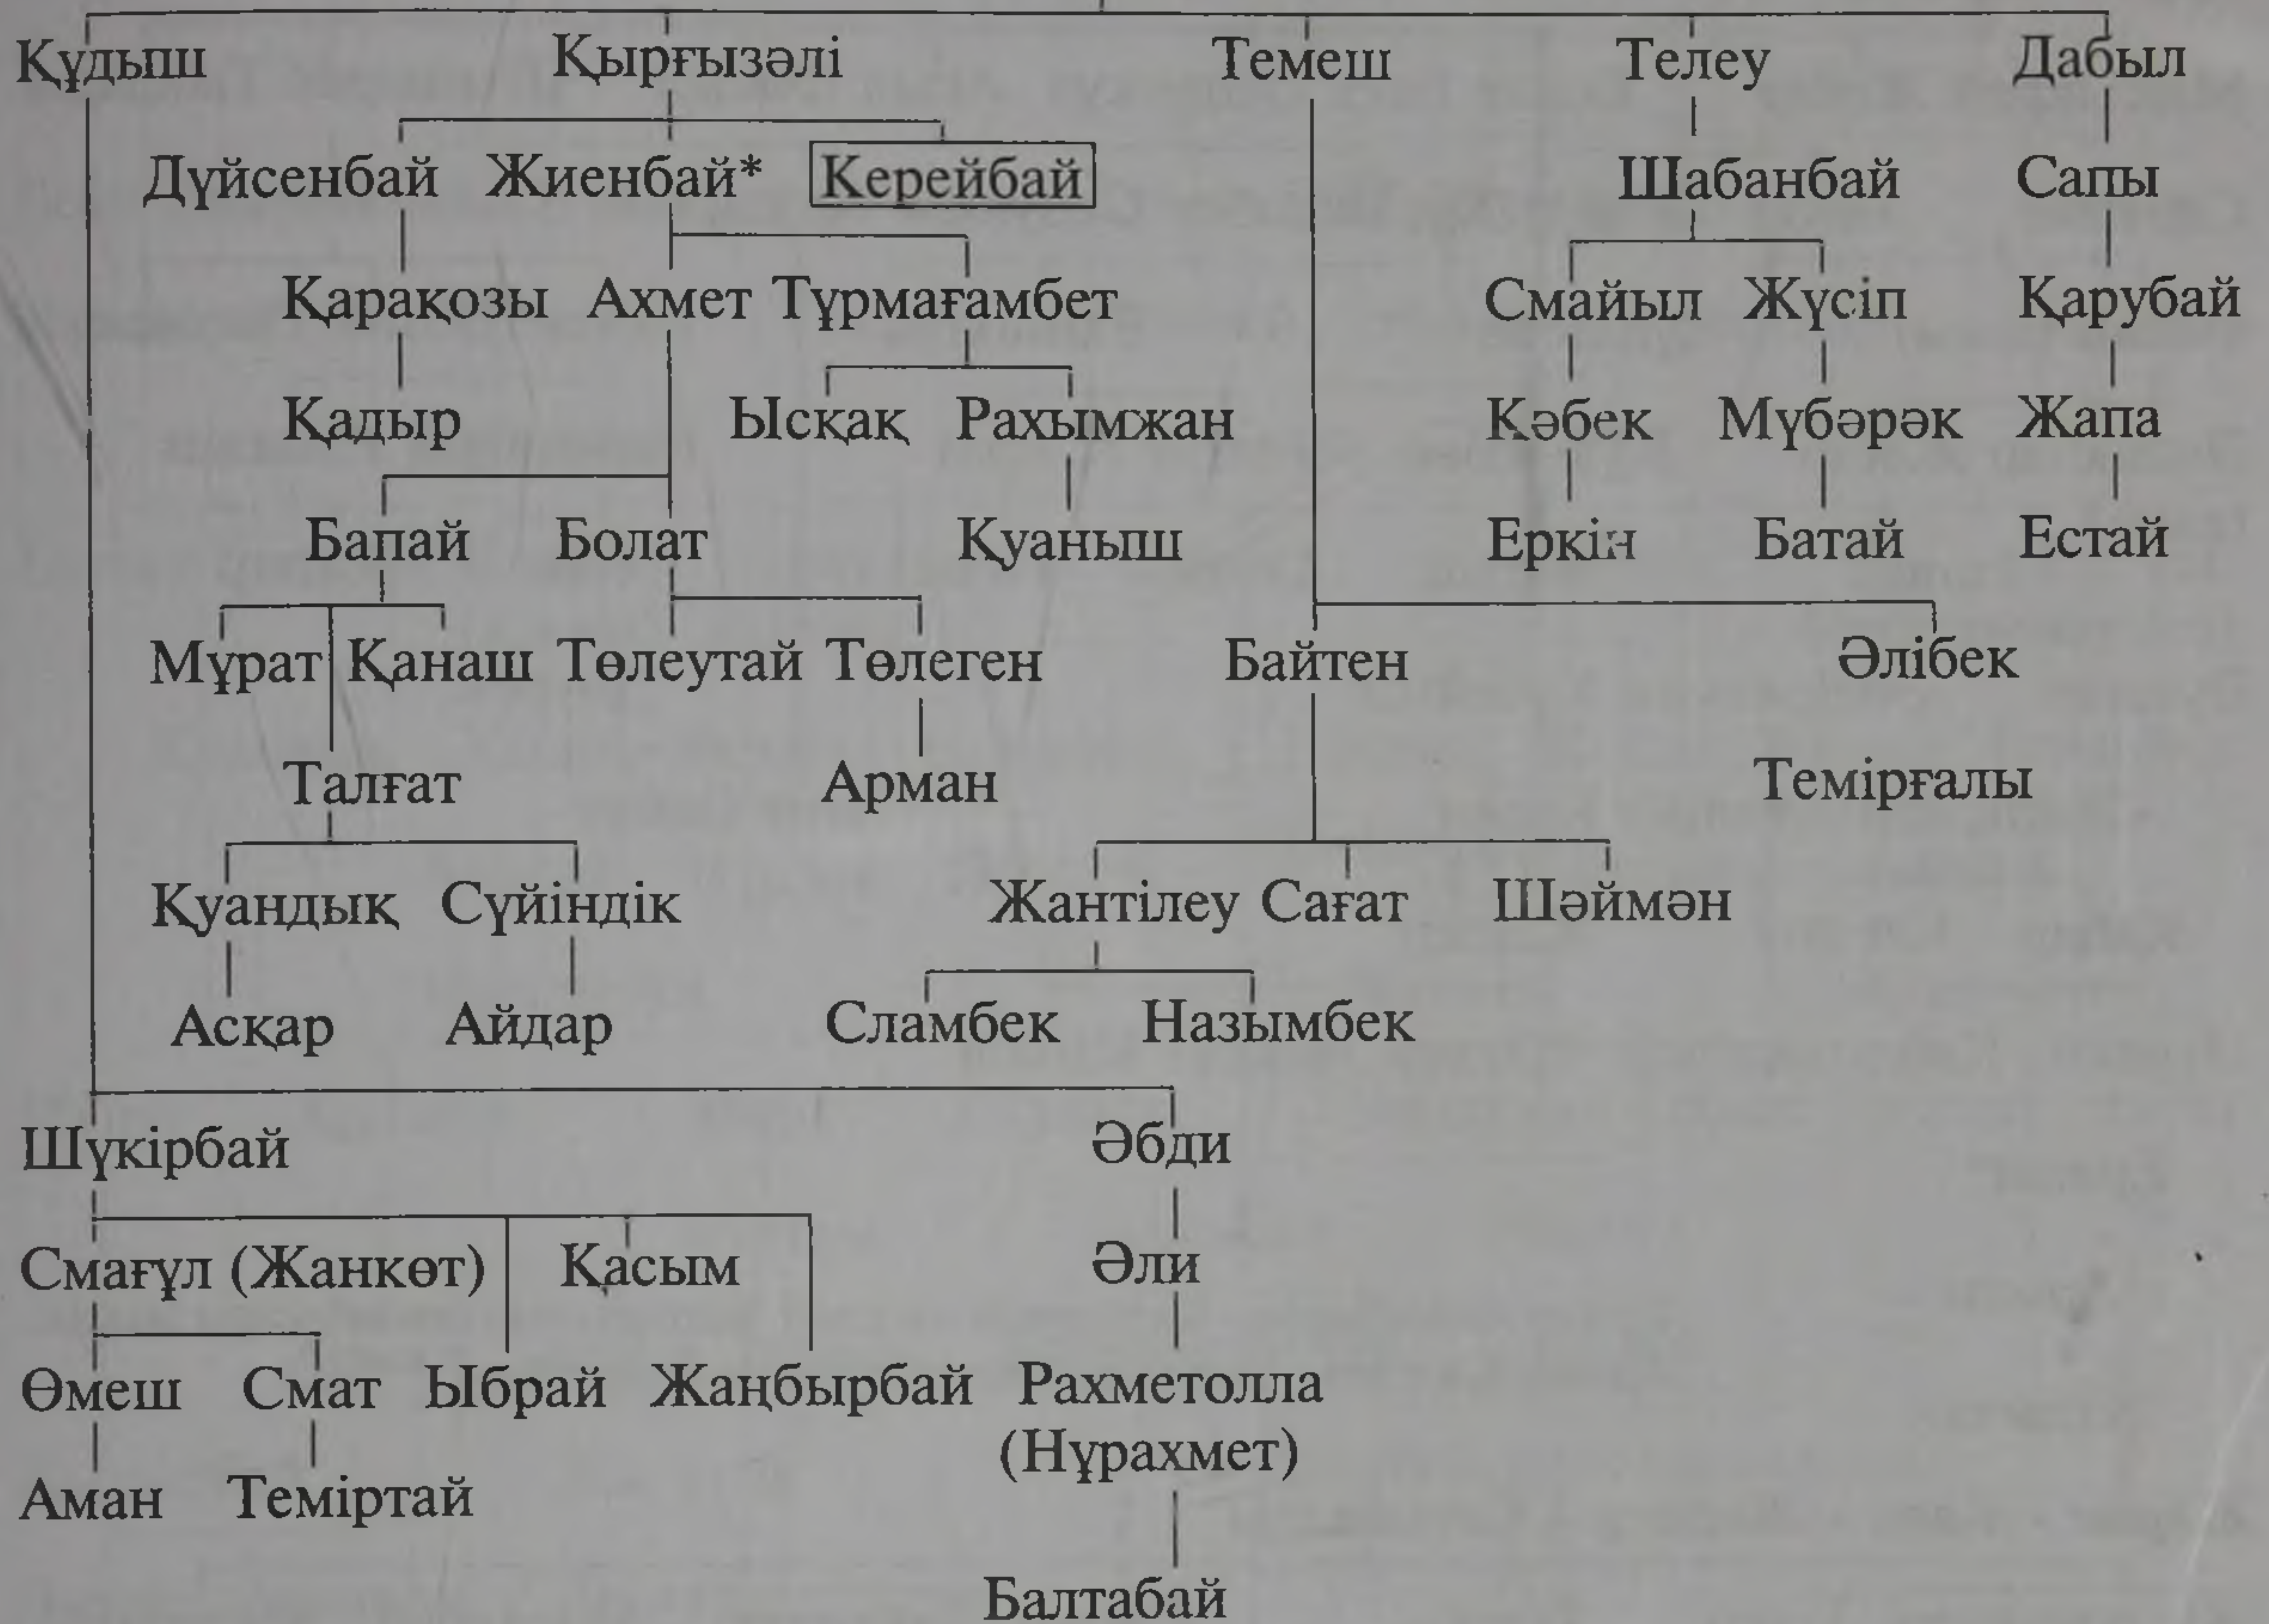 Құдыш Қырғызәлі Темеш Телеу Дабыл
Дүйсенбай Жиенбай* Керейбай Шабанбай Сапы
Қарақозы Ахмет Тұрмағамбет Смайыл Жүсіп Қарубай
Қадыр Ысқақ Рахымжан Кәбек Мүбәрәк Жапа
Бапай Болат Қуаныш Еркін Батай Естай
Мұрат Қанаш Төлеутай Төлеген Байтен Әлібек
Талғат Арман Темірғалы
Қуандық Сүйіндік Жантілеу Сағат Шәймән
Асқар Айдар Сламбек Назымбек
Шүкірбай Әбди
Смағұл (Жанкөт) Қасым Әли
Өмеш Смат Ыбрай Жаңбырбай Рахметолла
(Нұрахмет)
Аман Теміртай
Балтабай